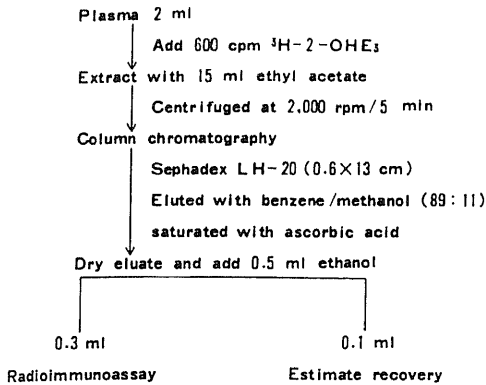 Plasma 2 ml
Add 600 cpm ³H-2-OHE₃
Extract with 15 ml ethyl acetate
Centrifuged at 2,000 rpm/5 min
Column chromatography
Sephadex LH-20 (0.6×13 cm)
Eluted with benzene/methanol (89:11)
saturated with ascorbic acid
Dry eluate and add 0.5 ml ethanol
0.3 ml 0.1 ml
Radioimmunoassay Estimate recovery